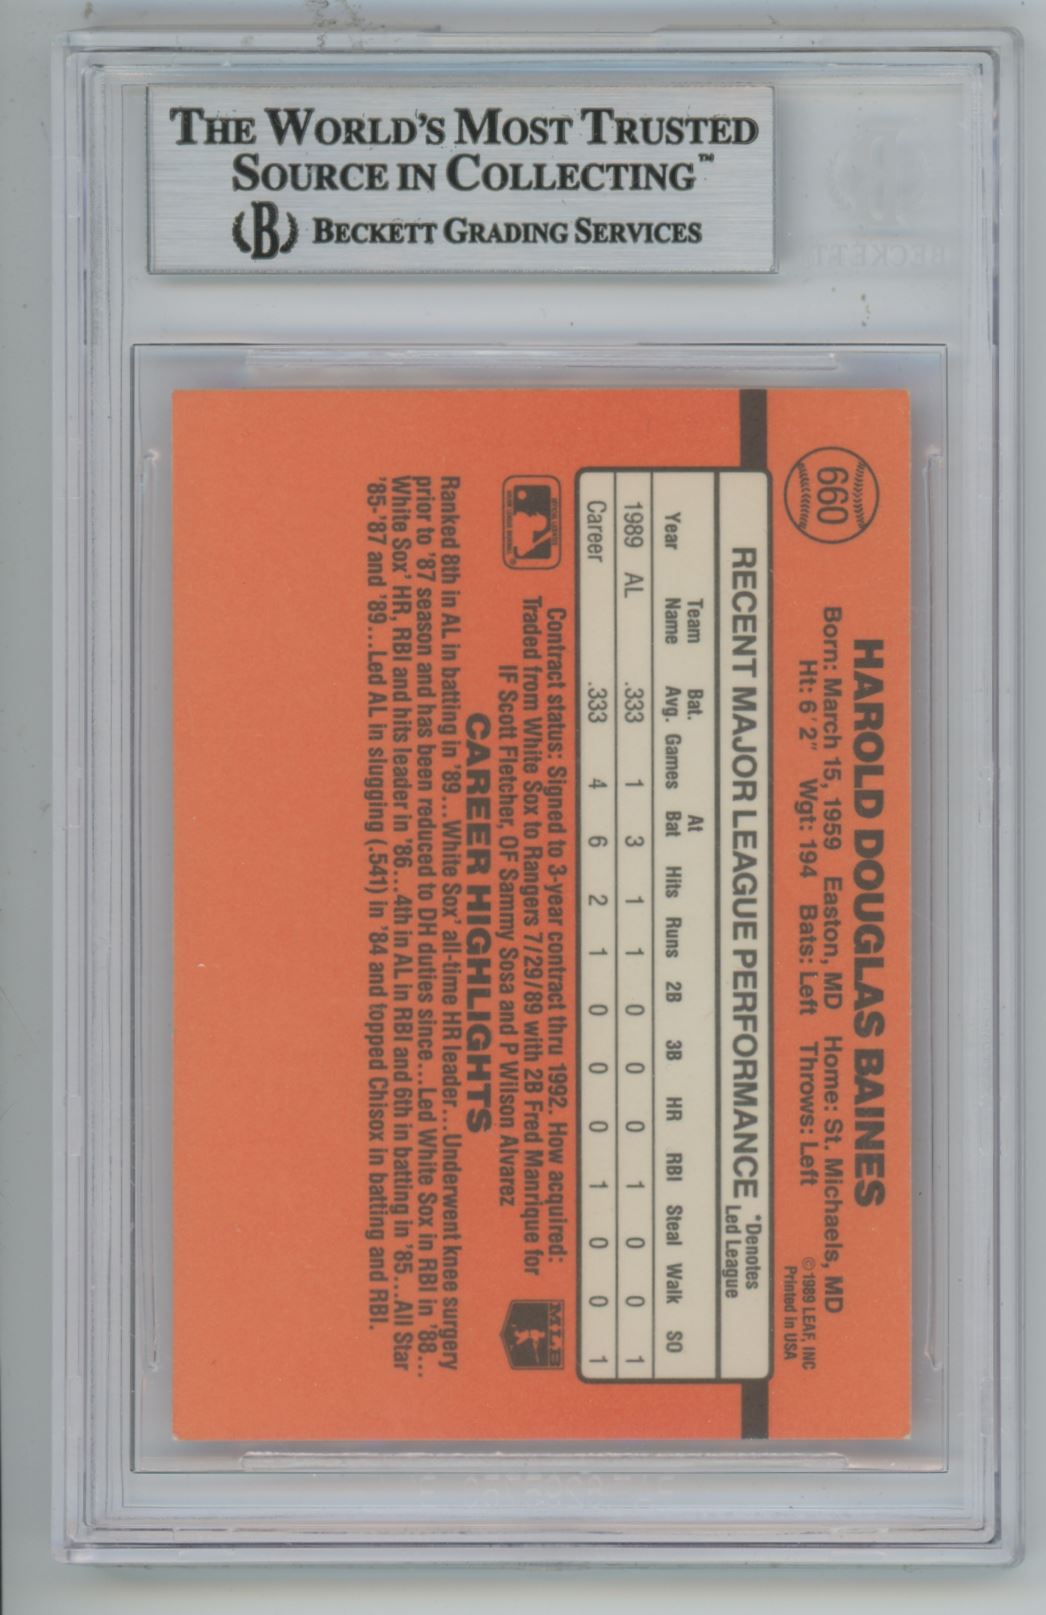 THE WORLD'S MOST TRUSTED
SOURCE IN COLLECTING™
B BECKETT GRADING SERVICES
BECKETT
660
HAROLD DOUGLAS BAINES
Born: March 15, 1959 Easton, MD Home: St. Michaels, MD
Ht: 6'2" Wgt: 194 Bats: Left Throws: Left
©1989 LEAF, INC
Printed in USA
RECENT MAJOR LEAGUE PERFORMANCE *Denotes Led League
Year Team Name Bat. Avg. Games At Bat Hits Runs 2B 3B HR RBI Steal Walk SO
1989 AL .333 1 3 1 1 0 0 0 1 0 0 1
Career .333 4 6 2 1 0 0 0 1 0 0 1
Contract status: Signed to 3-year contract thru 1992. How acquired:
Traded from White Sox to Rangers 7/29/89 with 2B Fred Manrique for
IF Scott Fletcher, OF Sammy Sosa and P Wilson Alvarez
MLB
CAREER HIGHLIGHTS
Ranked 8th in AL in batting in '89...White Sox' all-time HR leader...Underwent knee surgery
prior to '87 season and has been reduced to DH duties since...Led White Sox in RBI in '88...
White Sox' HR, RBI and hits leader in '86...4th in AL in RBI and 6th in batting in '85...All Star
'85-'87 and '89...Led AL in slugging (.541) in '84 and topped Chisox in batting and RBI.